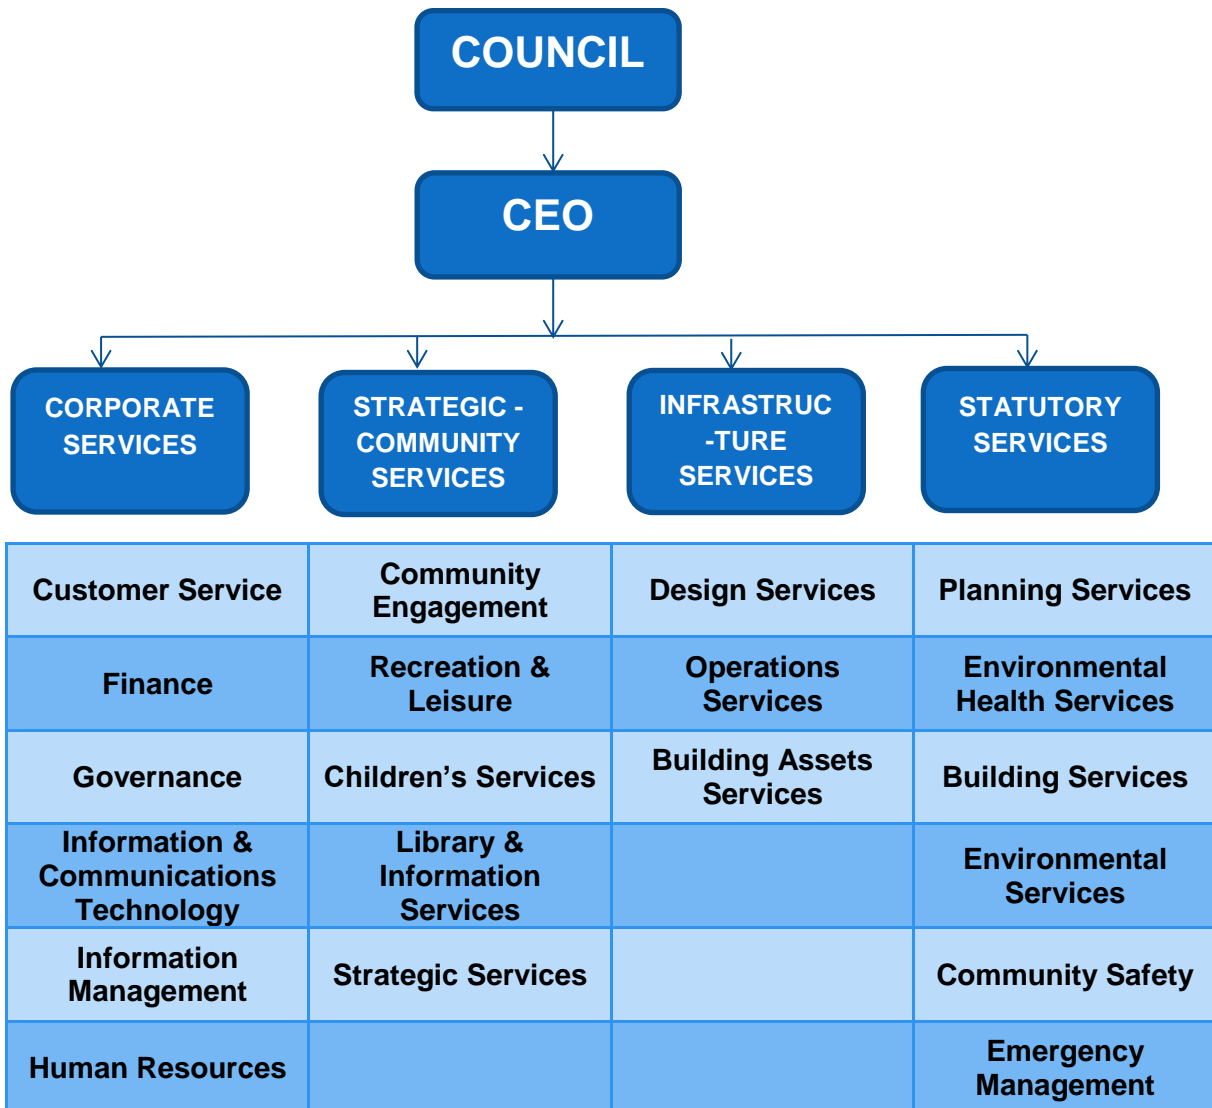 COUNCIL
CEO
CORPORATE
SERVICES
STRATEGIC -
COMMUNITY
SERVICES
INFRASTRUC
-TURE
SERVICES
STATUTORY
SERVICES
Customer Service
Community
Engagement
Design Services
Planning Services
Finance
Recreation &
Leisure
Operations
Services
Environmental
Health Services
Governance
Children’s Services
Building Assets
Services
Building Services
Information &
Communications
Technology
Library &
Information
Services
Environmental
Services
Information
Management
Strategic Services
Community Safety
Human Resources
Emergency
Management